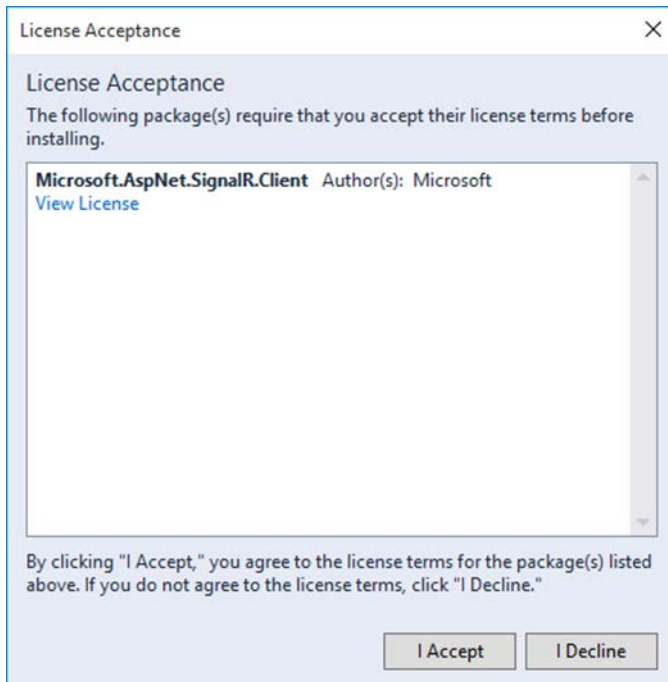 License Acceptance
License Acceptance
The following package(s) require that you accept their license terms before
installing.
Microsoft.AspNet.SignalR.Client Author(s): Microsoft
View License
By clicking "I Accept," you agree to the license terms for the package(s) listed
above. If you do not agree to the license terms, click "I Decline."
I Accept I Decline